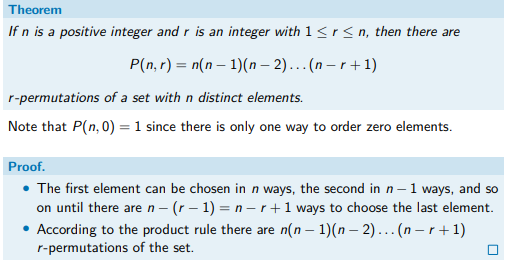 Theorem
If n is a positive integer and r is an integer with 1 ≤ r ≤ n, then there are
P(n, r) = n(n − 1)(n − 2) . . . (n − r + 1)
r-permutations of a set with n distinct elements.
Note that P(n, 0) = 1 since there is only one way to order zero elements.
Proof.
• The first element can be chosen in n ways, the second in n − 1 ways, and so
on until there are n − (r − 1) = n − r + 1 ways to choose the last element.
• According to the product rule there are n(n − 1)(n − 2) . . . (n − r + 1)
r-permutations of the set. □